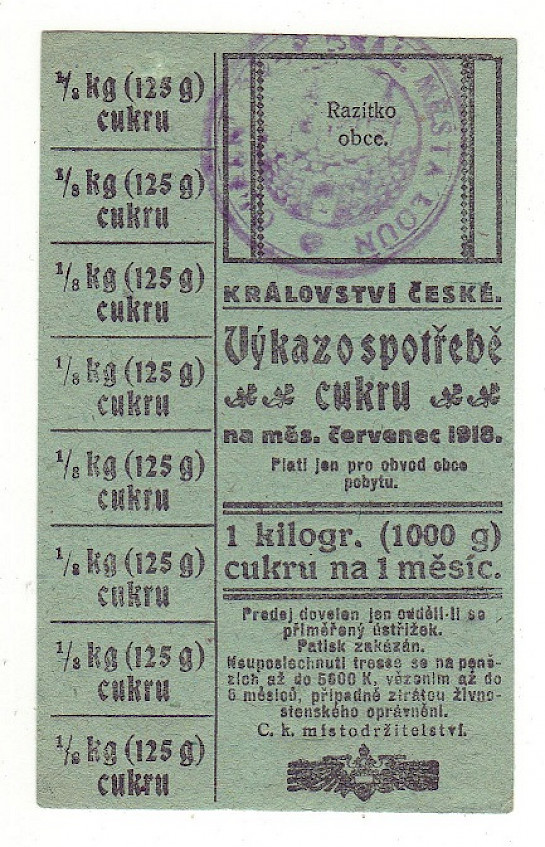 1/8 kg (125 g)
cukru
1/8 kg (125 g)
cukru
1/8 kg (125 g)
cukru
1/8 kg (125 g)
cukru
1/8 kg (125 g)
cukru
1/8 kg (125 g)
cukru
1/8 kg (125 g)
cukru
1/8 kg (125 g)
cukru
MĚSTA LOUN
Razítko
obce.
KRÁLOVSTVÍ ČESKÉ.
Výkaz o spotřebě
cukru
na měs. červenec 1918.
Platí jen pro obvod obce
pobytu.
1 kilogr. (1000 g)
cukru na 1 měsíc.
Prodej dovolen jen oddělí-li se
přiměřený ústřižek.
Patisk zakázán.
Neuposlechnutí tresce se na peně-
zích až do 5000 K, vězením až do
6 měsíců, případně ztrátou živno-
stenského oprávnění.
C. k. místodržitelství.